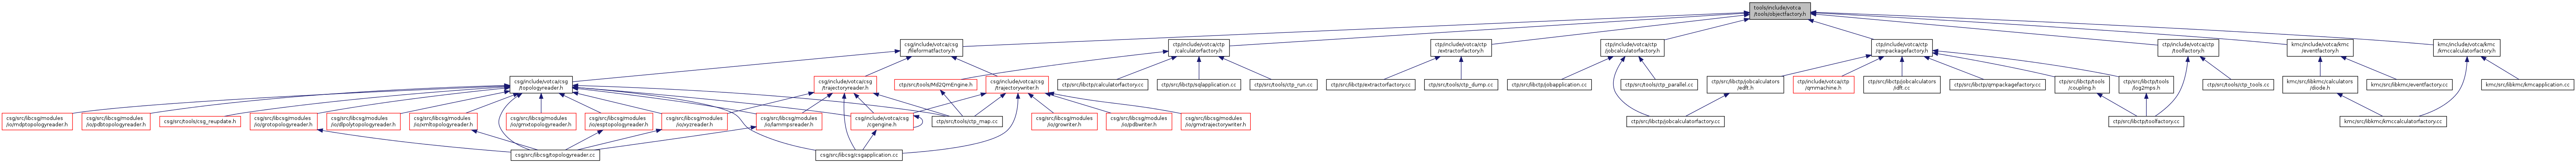 tools/include/votca
/tools/objectfactory.h
csg/include/votca/csg
/fileformatfactory.h
ctp/include/votca/ctp
/calculatorfactory.h
ctp/include/votca/ctp
/extractorfactory.h
ctp/include/votca/ctp
/jobcalculatorfactory.h
ctp/include/votca/ctp
/qmpackagefactory.h
ctp/include/votca/ctp
/toolfactory.h
kmc/include/votca/kmc
/eventfactory.h
kmc/include/votca/kmc
/kmccalculatorfactory.h
csg/include/votca/csg
/topologyreader.h
csg/include/votca/csg
/trajectoryreader.h
ctp/src/tools/Md2QmEngine.h
csg/include/votca/csg
/trajectorywriter.h
ctp/src/libctp/calculatorfactory.cc
ctp/src/libctp/sqlapplication.cc
ctp/src/tools/ctp_run.cc
ctp/src/libctp/extractorfactory.cc
ctp/src/tools/ctp_dump.cc
ctp/src/libctp/jobapplication.cc
ctp/src/tools/ctp_parallel.cc
ctp/src/libctp/jobcalculators
/edft.h
ctp/include/votca/ctp
/qmmachine.h
ctp/src/libctp/jobcalculators
/idft.h
ctp/src/libctp/qmpackagefactory.cc
ctp/src/libctp/tools
/coupling.h
ctp/src/libctp/tools
/log2mps.h
ctp/src/tools/ctp_tools.cc
kmc/src/libkmc/calculators
/diode.h
kmc/src/libkmc/eventfactory.cc
kmc/src/libkmc/kmcapplication.cc
csg/src/libcsg/modules
/io/mdptopologyreader.h
csg/src/libcsg/modules
/io/pdbtopologyreader.h
csg/src/tools/csg_reupdate.h
csg/src/libcsg/modules
/io/grotopologyreader.h
csg/src/libcsg/modules
/io/dlpolytopologyreader.h
csg/src/libcsg/modules
/io/xmltopologyreader.h
csg/src/libcsg/modules
/io/gmxtopologyreader.h
csg/src/libcsg/modules
/io/esptopologyreader.h
csg/src/libcsg/modules
/io/xyzreader.h
csg/src/libcsg/modules
/io/lammpsreader.h
csg/include/votca/csg
/cgengine.h
ctp/src/tools/ctp_map.cc
csg/src/libcsg/modules
/io/growriter.h
csg/src/libcsg/modules
/io/pdbwriter.h
csg/src/libcsg/modules
/io/gmxtrajectorywriter.h
ctp/src/libctp/jobcalculatorfactory.cc
ctp/src/libctp/toolfactory.cc
kmc/src/libkmc/kmccalculatorfactory.cc
csg/src/libcsg/topologyreader.cc
csg/src/libcsg/csgapplication.cc